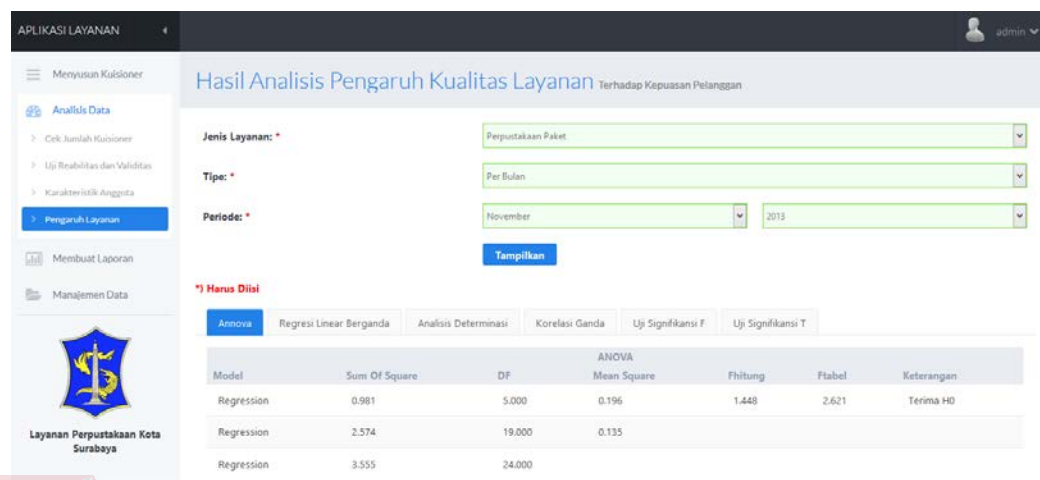 APLIKASI LAYANAN
admin
Menyusun Kuisioner
Analisis Data
Cek Jumlah Kuisioner
Uji Reabilitas dan Validitas
Karakteristik Anggota
Pengaruh Layanan
Membuat Laporan
Manajemen Data
Layanan Perpustakaan Kota
Surabaya
Hasil Analisis Pengaruh Kualitas Layanan Terhadap Kepuasan Pelanggan
Jenis Layanan: * Perpustakaan Paket
Tipe: * Per Bulan
Periode: * November 2013
Tampilkan
*) Harus Diisi
Annova Regresi Linear Berganda Analisis Determinasi Korelasi Ganda Uji Signifikansi F Uji Signifikansi T
ANOVA
Model Sum Of Square DF Mean Square Fhitung Ftabel Keterangan
Regression 0.981 5.000 0.196 1.448 2.621 Terima H0
Regression 2.574 19.000 0.135
Regression 3.555 24.000